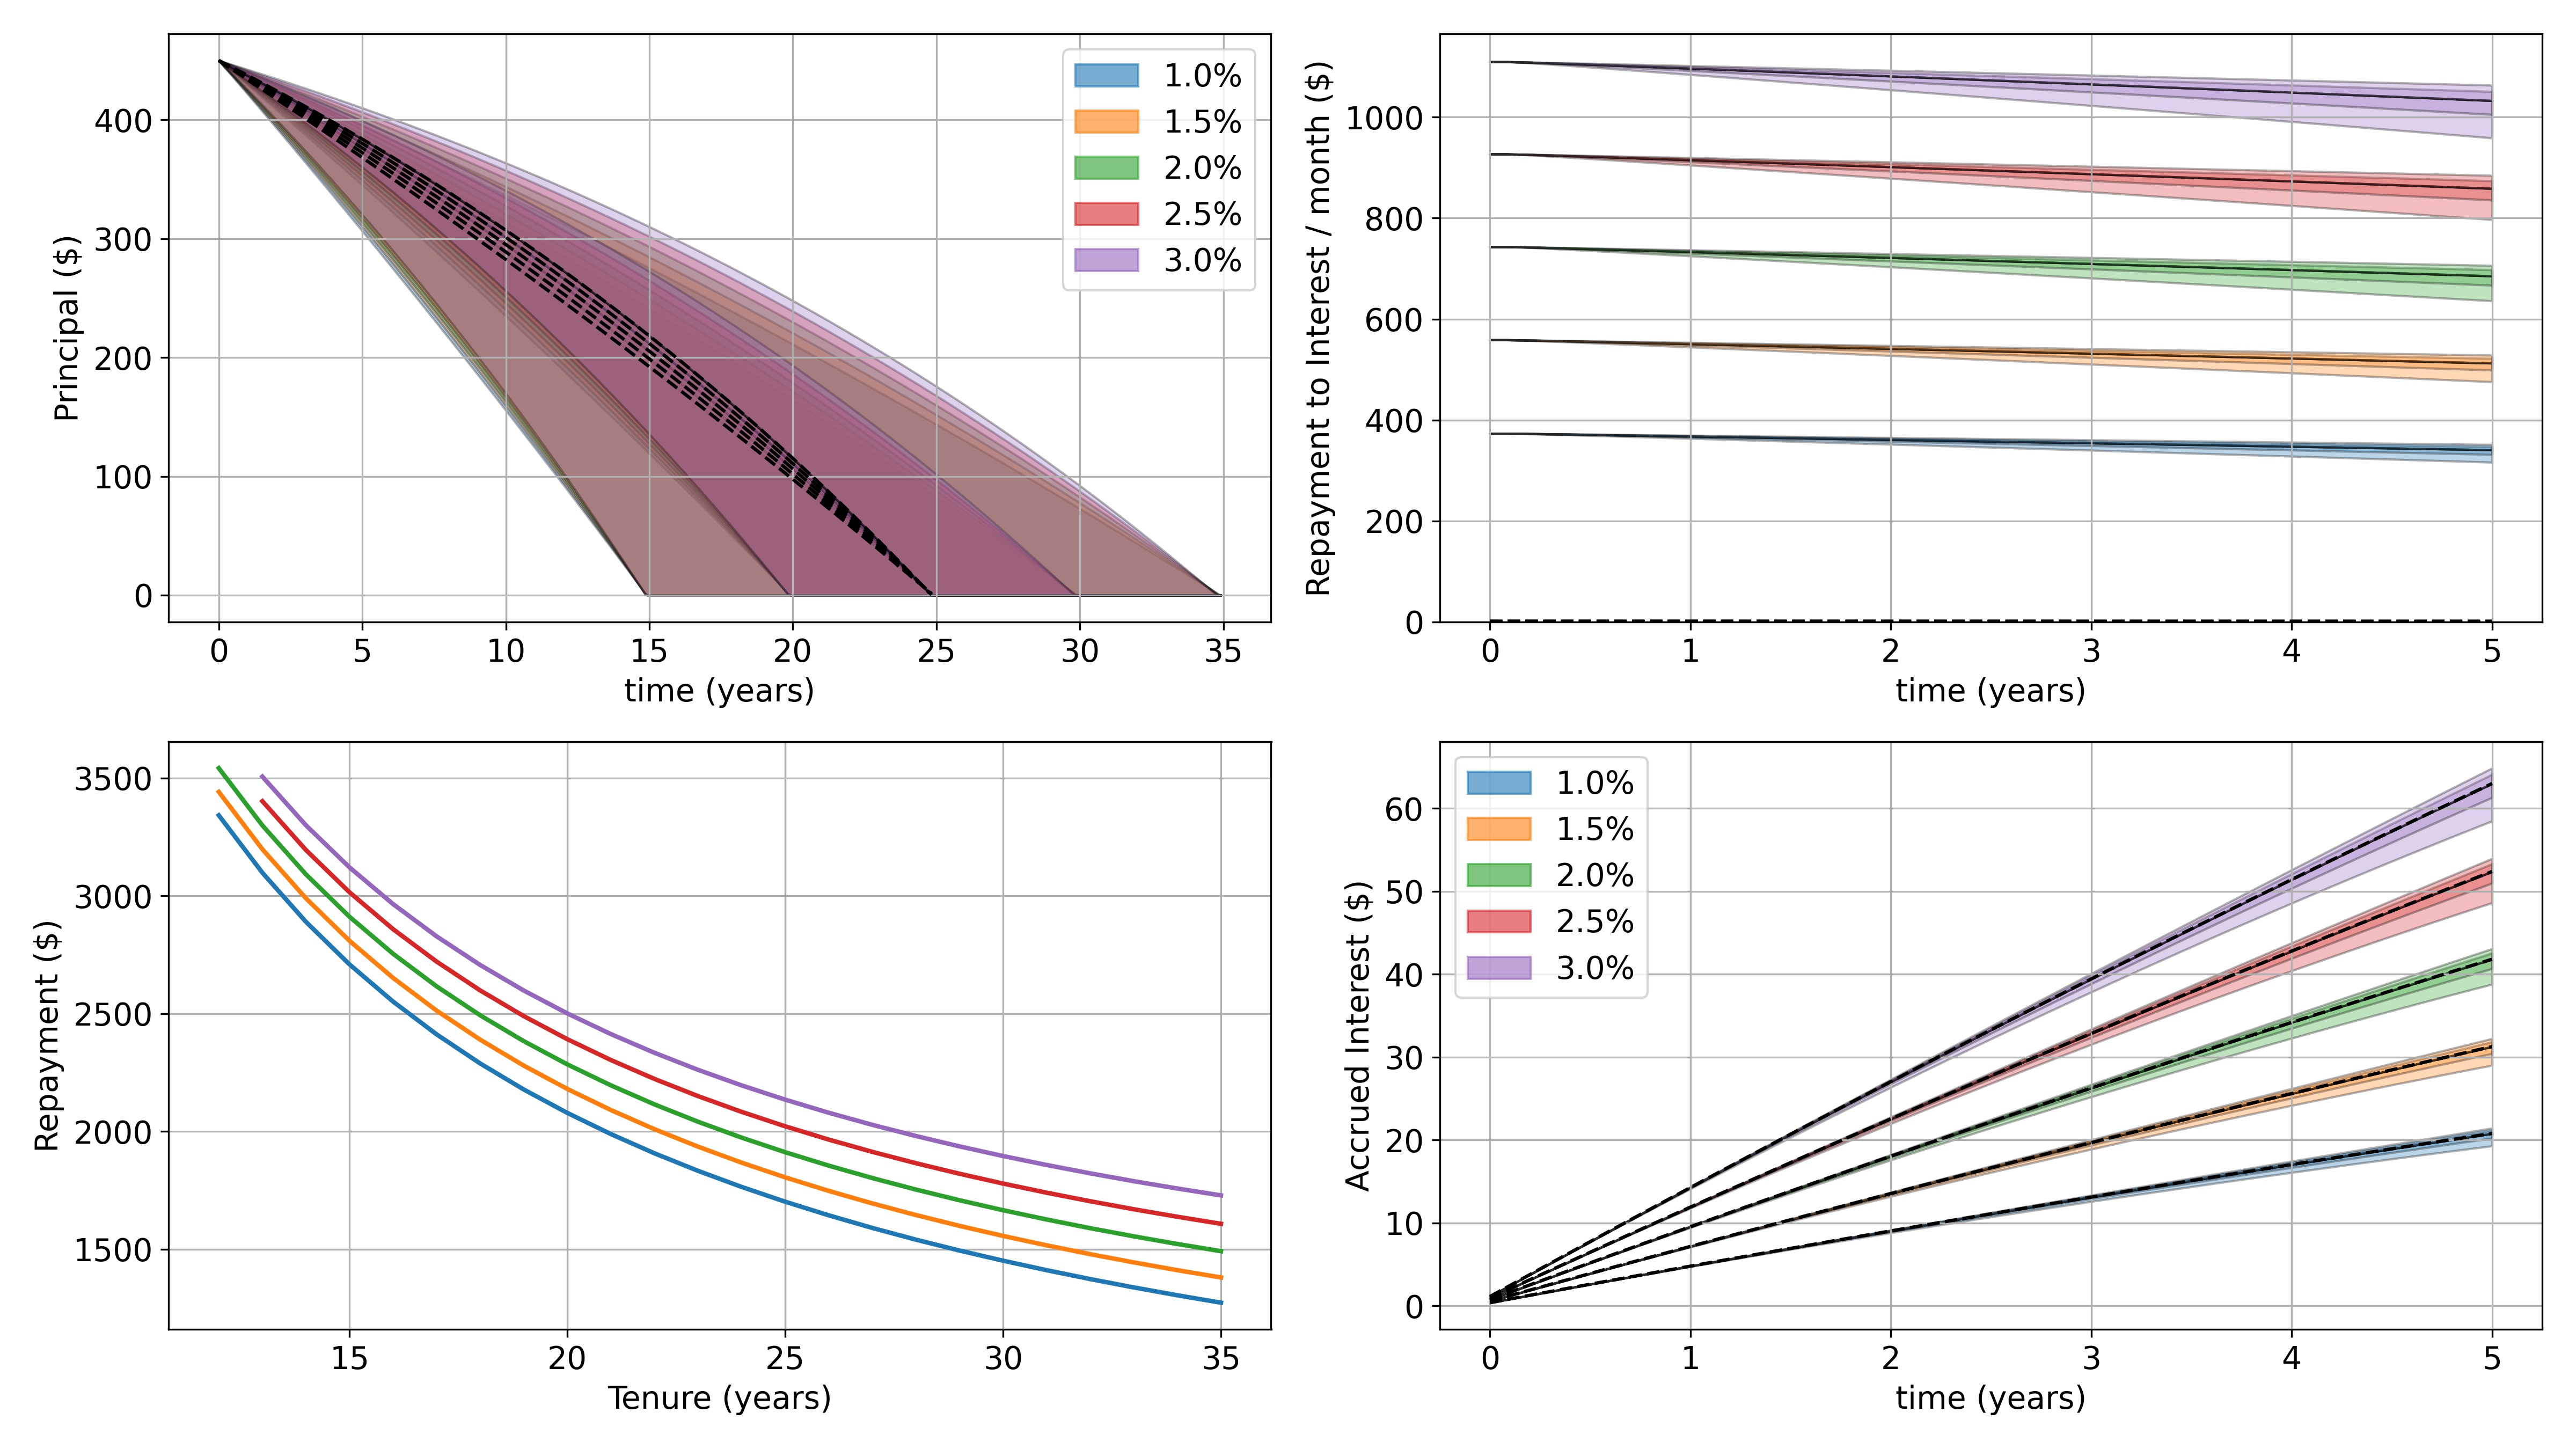 Principal ($)
400
300
200
100
0
0 5 10 15 20 25 30 35
time (years)
1.0%
1.5%
2.0%
2.5%
3.0%
Repayment to Interest / month ($)
1000
800
600
400
200
0
0 1 2 3 4 5
time (years)
Repayment ($)
3500
3000
2500
2000
1500
15 20 25 30 35
Tenure (years)
Accrued Interest ($)
60
50
40
30
20
10
0
0 1 2 3 4 5
time (years)
1.0%
1.5%
2.0%
2.5%
3.0%